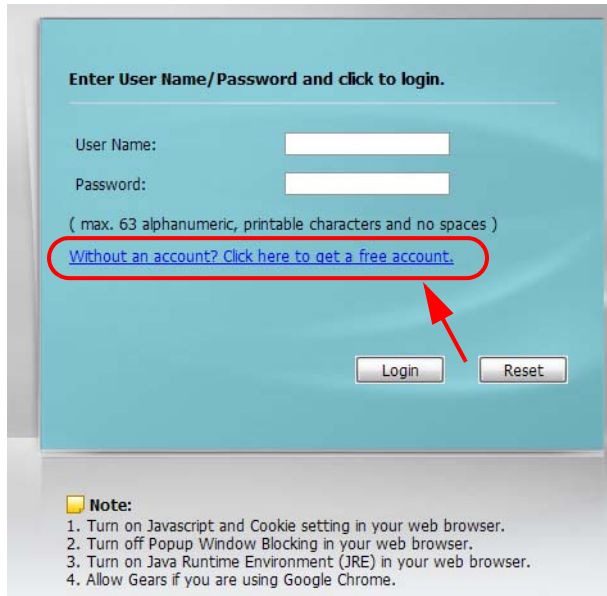 Enter User Name/Password and click to login.
User Name:
Password:
( max. 63 alphanumeric, printable characters and no spaces )
Without an account? Click here to get a free account.
Login
Reset
Note:
1. Turn on Javascript and Cookie setting in your web browser.
2. Turn off Popup Window Blocking in your web browser.
3. Turn on Java Runtime Environment (JRE) in your web browser.
4. Allow Gears if you are using Google Chrome.